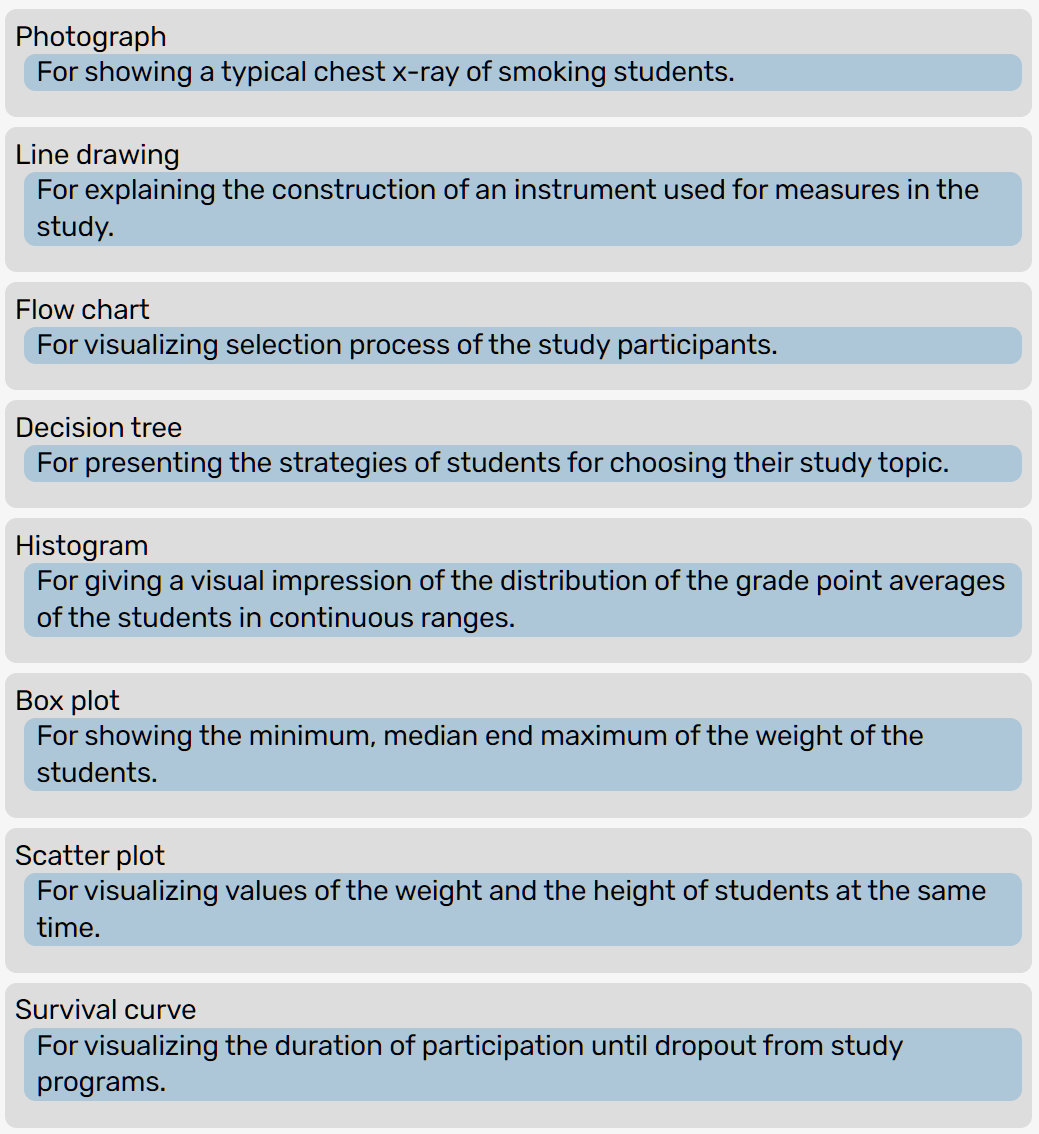 Photograph
For showing a typical chest x-ray of smoking students.
Line drawing
For explaining the construction of an instrument used for measures in the
study.
Flow chart
For visualizing selection process of the study participants.
Decision tree
For presenting the strategies of students for choosing their study topic.
Histogram
For giving a visual impression of the distribution of the grade point averages
of the students in continuous ranges.
Box plot
For showing the minimum, median end maximum of the weight of the
students.
Scatter plot
For visualizing values of the weight and the height of students at the same
time.
Survival curve
For visualizing the duration of participation until dropout from study
programs.